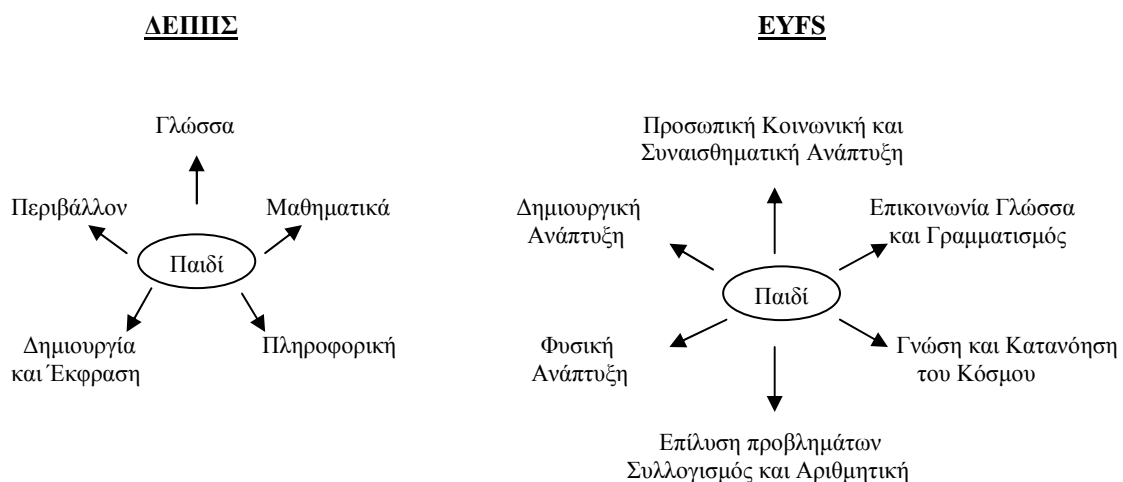 ΔΕΠΠΣ
Γλώσσα
Περιβάλλον
Μαθηματικά
Παιδί
Δημιουργία
και Έκφραση
Πληροφορική
EYFS
Προσωπική Κοινωνική και
Συναισθηματική Ανάπτυξη
Δημιουργική
Ανάπτυξη
Επικοινωνία Γλώσσα
και Γραμματισμός
Παιδί
Φυσική
Ανάπτυξη
Γνώση και Κατανόηση
του Κόσμου
Επίλυση προβλημάτων
Συλλογισμός και Αριθμητική